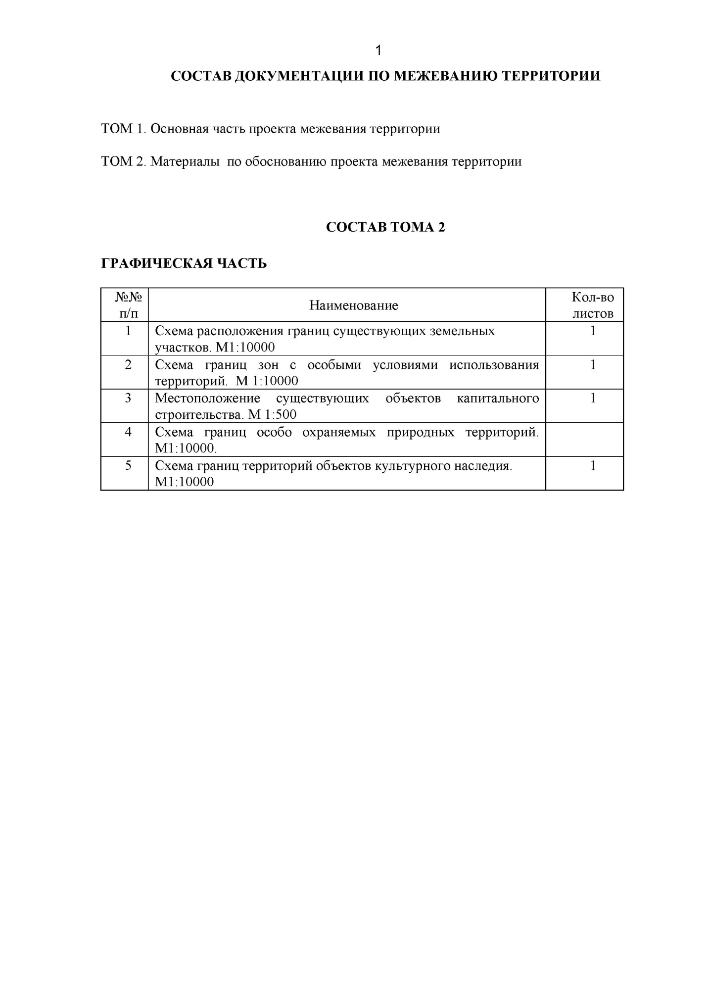 1
СОСТАВ ДОКУМЕНТАЦИИ ПО МЕЖЕВАНИЮ ТЕРРИТОРИИ
ТОМ 1. Основная часть проекта межевания территории
ТОМ 2. Материалы по обоснованию проекта межевания территории
СОСТАВ ТОМА 2
ГРАФИЧЕСКАЯ ЧАСТЬ
№№
п/п
Наименование
Кол-во
листов
1
Схема расположения границ существующих земельных
участков. М1:10000
1
2
Схема границ зон с особыми условиями использования
территорий. М 1:10000
1
3
Местоположение существующих объектов капитального
строительства. М 1:500
1
4
Схема границ особо охраняемых природных территорий.
М1:10000.
5
Схема границ территорий объектов культурного наследия.
М1:10000
1